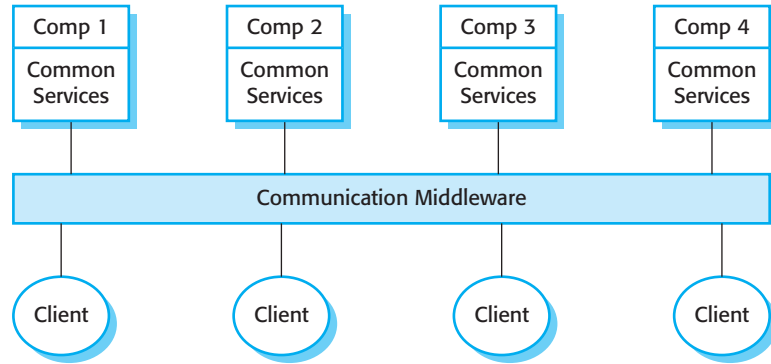 Comp 1
Comp 2
Comp 3
Comp 4
Common
Services
Common
Services
Common
Services
Common
Services
Communication Middleware
Client
Client
Client
Client